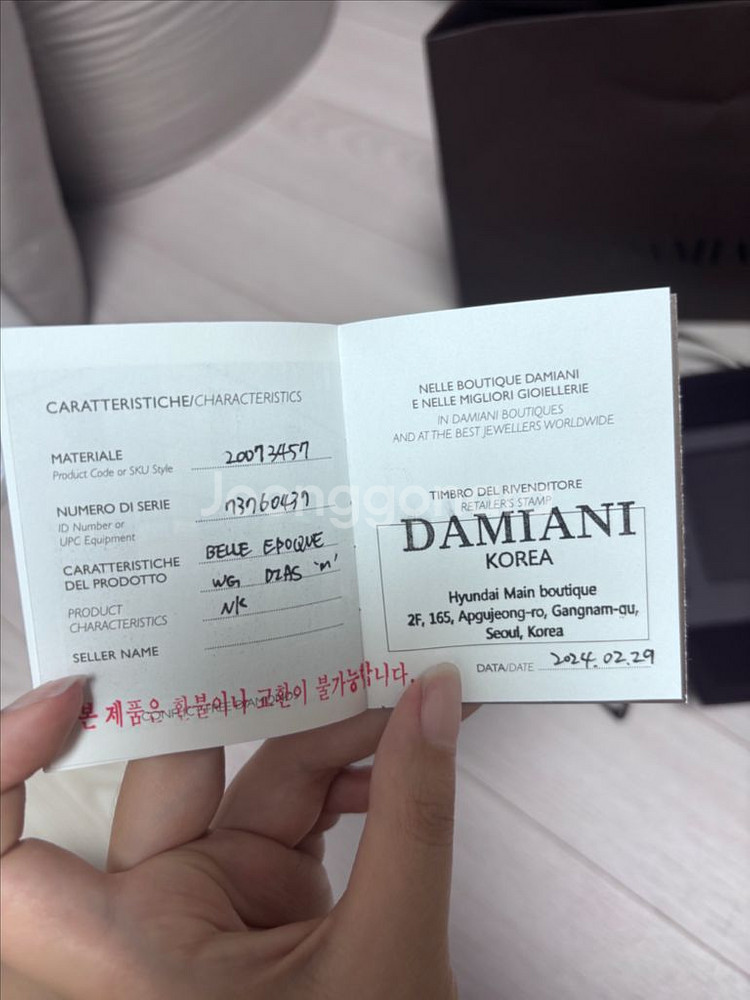 CARATTERISTICHE/CHARACTERISTICS
MATERIALE
Product Code or SKU Style
20073457
NUMERO DI SERIE
ID Number or
UPC Equipment
73760437
CARATTERISTICHE
DEL PRODOTTO
BELLE EPOQUE
WG DIAS "M"
PRODUCT
CHARACTERISTICS
N/K
SELLER NAME
본 제품은 환불이나 교환이 불가능합니다.
NELLE BOUTIQUE DAMIANI
E NELLE MIGLIORI GIOIELLERIE
IN DAMIANI BOUTIQUES
AND AT THE BEST JEWELLERS WORLDWIDE
TIMBRO DEL RIVENDITORE
RETAILER'S STAMP
DAMIANI
KOREA
Hyundai Main boutique
2F, 165, Apgujeong-ro, Gangnam-gu,
Seoul, Korea
DATA/DATE 2024.02.29